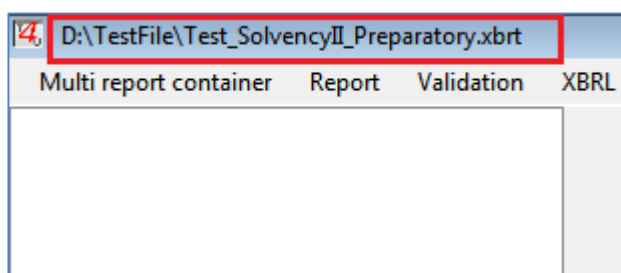 D:\TestFile\Test_SolvencyII_Preparatory.xbrt
Multi report container Report Validation XBRL